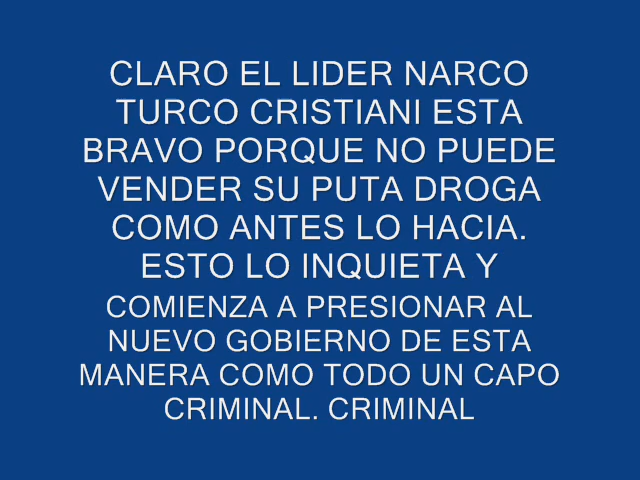 CLARO EL LIDER NARCO
TURCO CRISTIANI ESTA
BRAVO PORQUE NO PUEDE
VENDER SU PUTA DROGA
COMO ANTES LO HACIA.
ESTO LO INQUIETA Y
COMIENZA A PRESIONAR AL
NUEVO GOBIERNO DE ESTA
MANERA COMO TODO UN CAPO
CRIMINAL. CRIMINAL